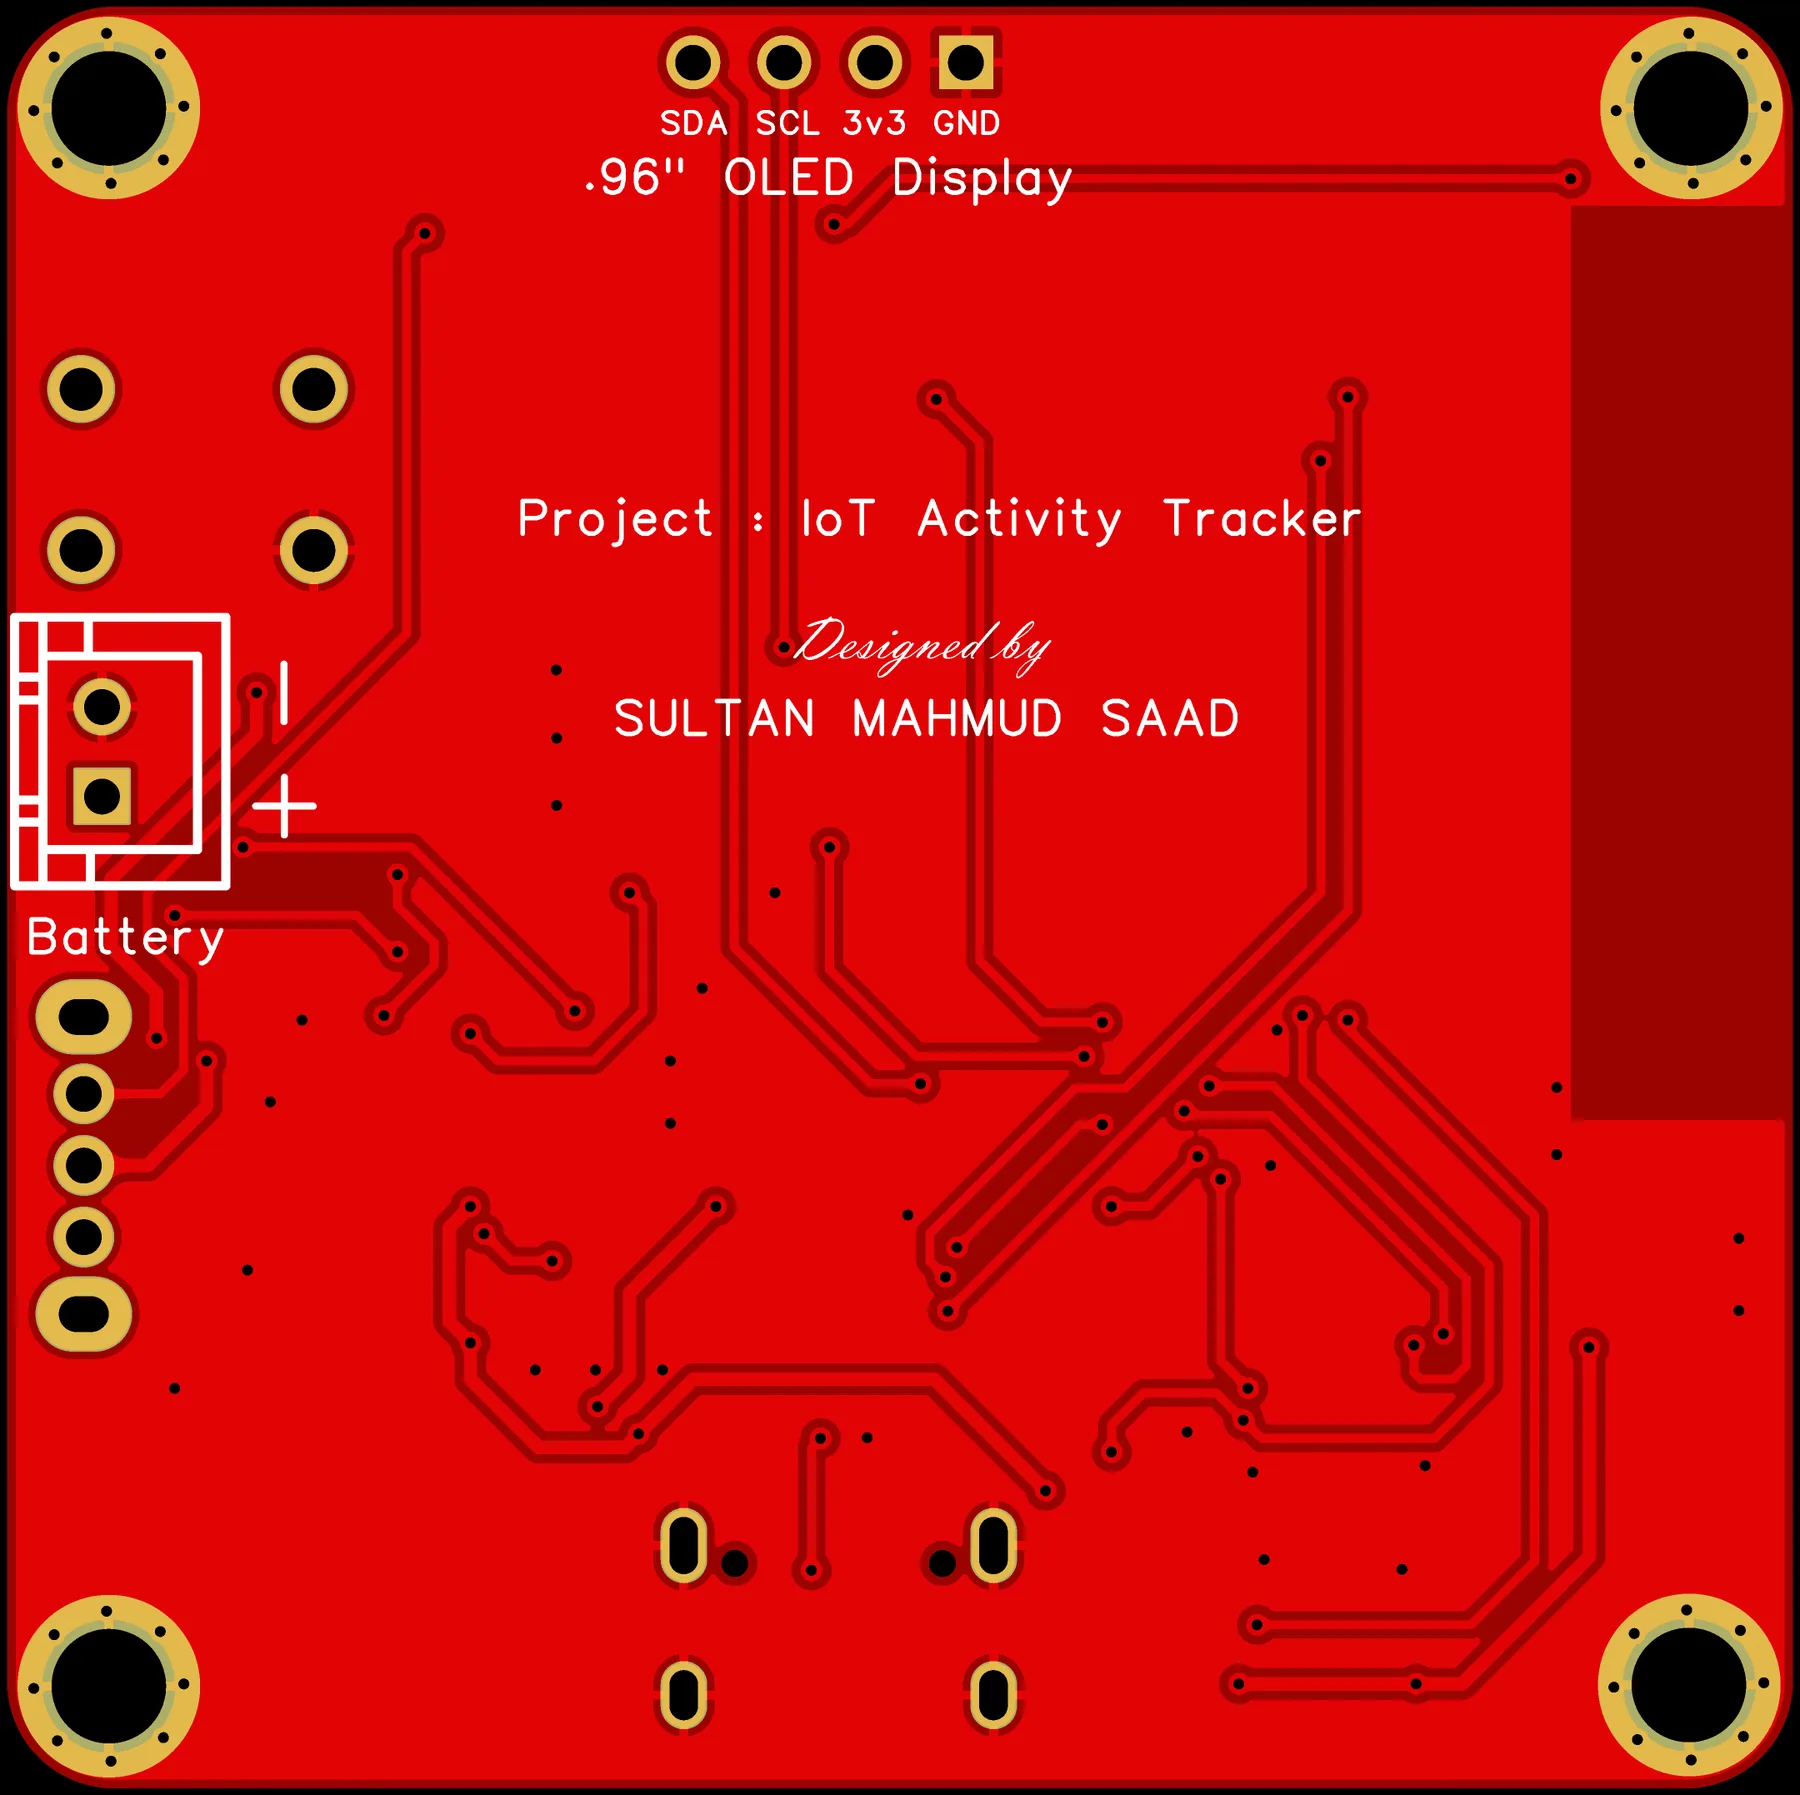 SDA SCL 3v3 GND
.96" OLED Display
Project : IoT Activity Tracker
Designed by
SULTAN MAHMUD SAAD
−
+
Battery